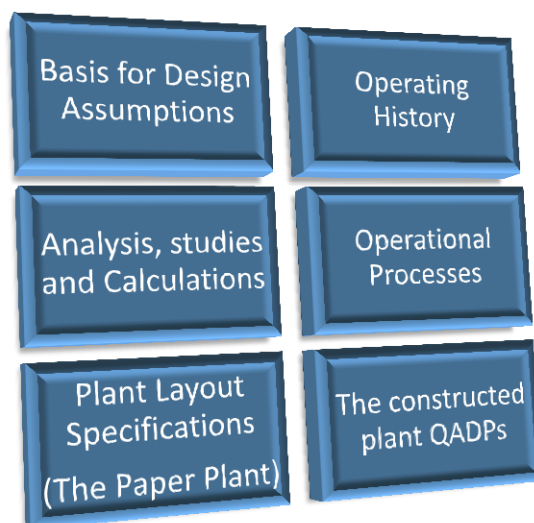 Basis for Design
Assumptions
Operating
History
Analysis, studies
and Calculations
Operational
Processes
Plant Layout
Specifications
(The Paper Plant)
The constructed
plant QADPs